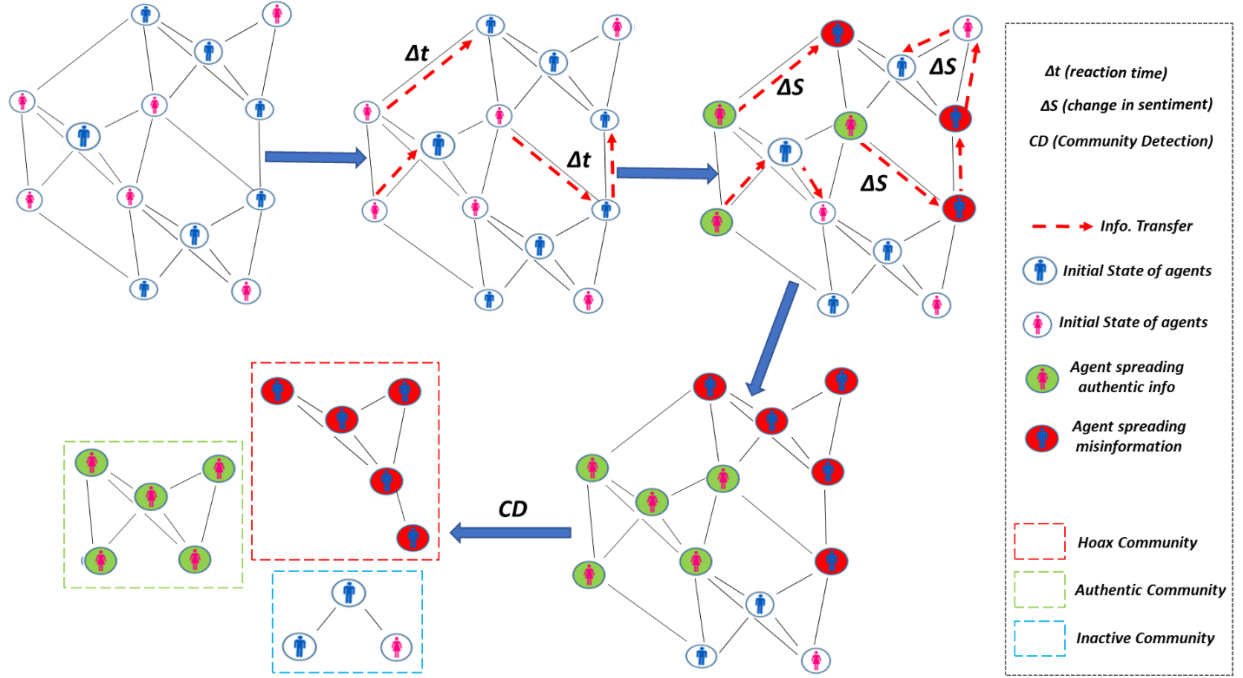 Δt
Δt
ΔS
ΔS
ΔS
CD
Δt (reaction time)
ΔS (change in sentiment)
CD (Community Detection)
Info. Transfer
Initial State of agents
Initial State of agents
Agent spreading
authentic info
Agent spreading
misinformation
Hoax Community
Authentic Community
Inactive Community